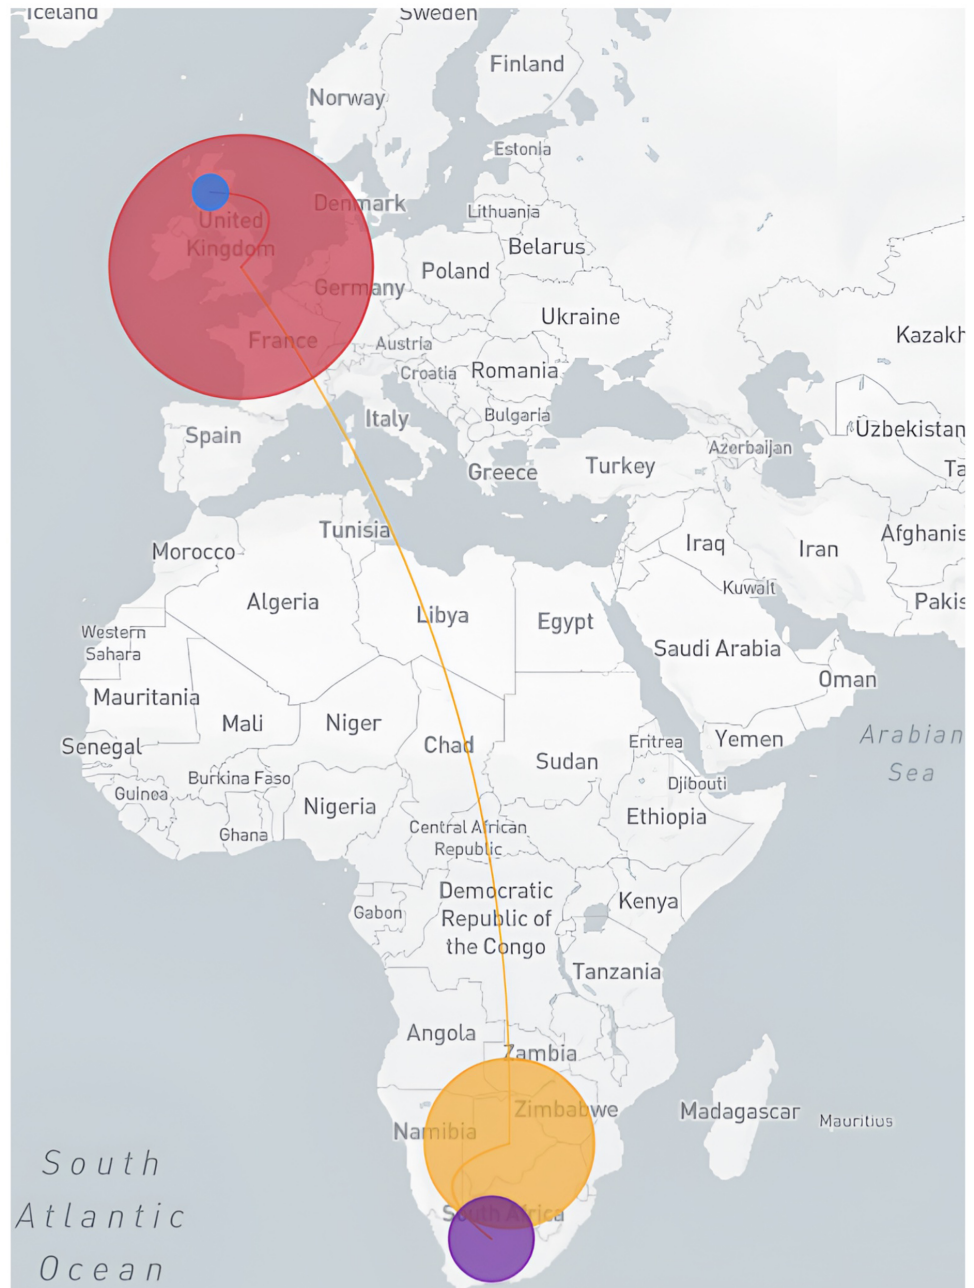 Iceland
Sweden
Finland
Norway
Estonia
Denmark
Lithuania
United
Kingdom
Belarus
Poland
Germany
Ukraine
France
Austria
Kazakh
Croatia
Romania
Italy
Bulgaria
Spain
Uzbekistan
Azerbaijan
Greece
Turkey
Ta
Tunisia
Afghanis
Morocco
Iraq
Iran
Kuwait
Algeria
Pakis
Libya
Egypt
Western
Sahara
Saudi Arabia
Oman
Mauritania
Mali
Niger
Arabian
Sea
Senegal
Chad
Eritrea
Yemen
Sudan
Burkina Faso
Djibouti
Guinea
Nigeria
Ethiopia
Ghana
Central African
Republic
Democratic
Republic of
the Congo
Kenya
Gabon
Tanzania
Angola
Zambia
Zimbabwe
Madagascar
Mauritius
Namibia
South
Atlantic
Ocean
South Africa